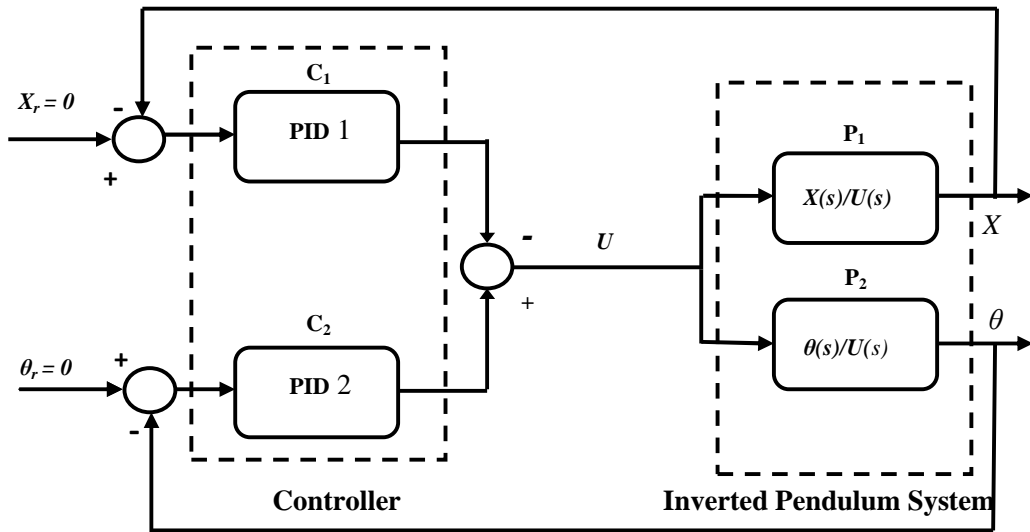 C₁
X_r = 0
-
+
PID 1
P₁
X(s)/U(s)
X
-
U
+
P₂
C₂
θ_r = 0
+
-
PID 2
θ(s)/U(s)
θ
Controller
Inverted Pendulum System